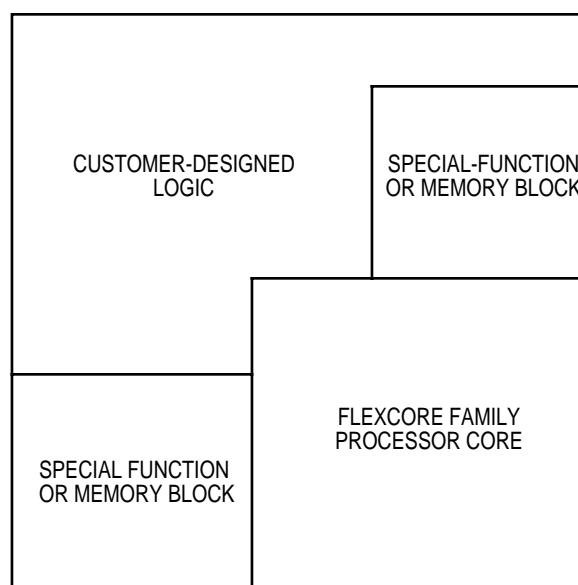 CUSTOMER-DESIGNED
LOGIC
SPECIAL-FUNCTION
OR MEMORY BLOCK
FLEXCORE FAMILY
PROCESSOR CORE
SPECIAL FUNCTION
OR MEMORY BLOCK